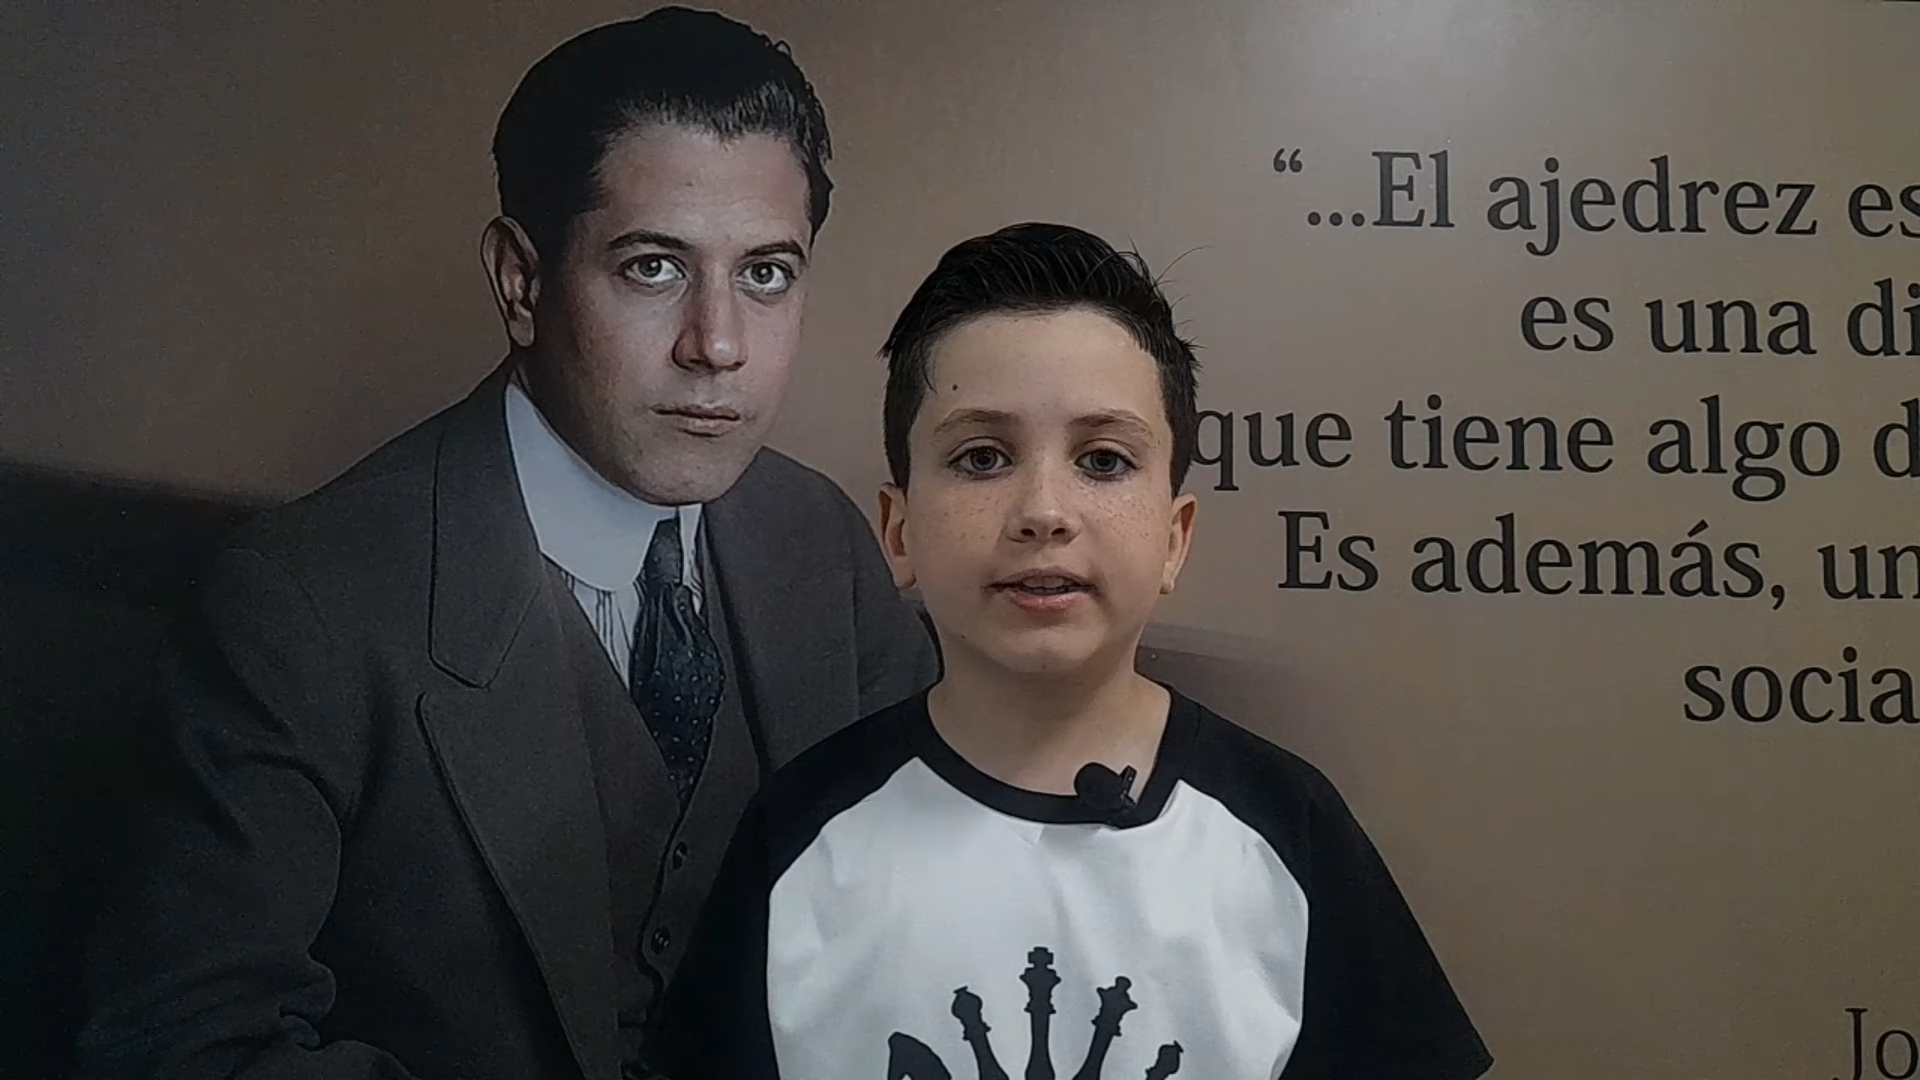 “...El ajedrez es
es una di
que tiene algo d
Es además, un
socia
Jo